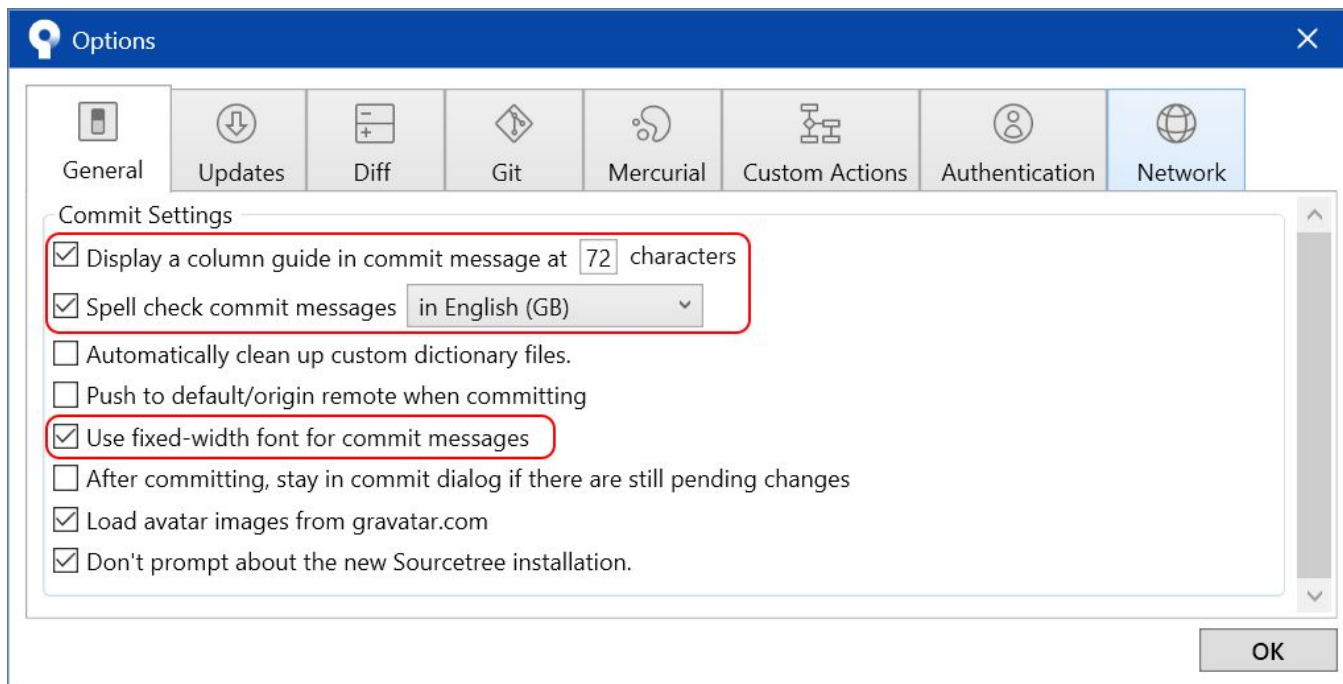 Options
General Updates Diff Git Mercurial Custom Actions Authentication Network
Commit Settings
Display a column guide in commit message at 72 characters
Spell check commit messages in English (GB)
Automatically clean up custom dictionary files.
Push to default/origin remote when committing
Use fixed-width font for commit messages
After committing, stay in commit dialog if there are still pending changes
Load avatar images from gravatar.com
Don't prompt about the new Sourcetree installation.
OK